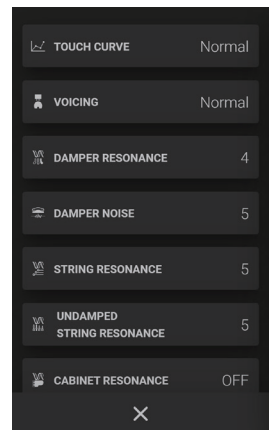 TOUCH CURVE Normal
VOICING Normal
DAMPER RESONANCE 4
DAMPER NOISE 5
STRING RESONANCE 5
UNDAMPED
STRING RESONANCE 5
CABINET RESONANCE OFF